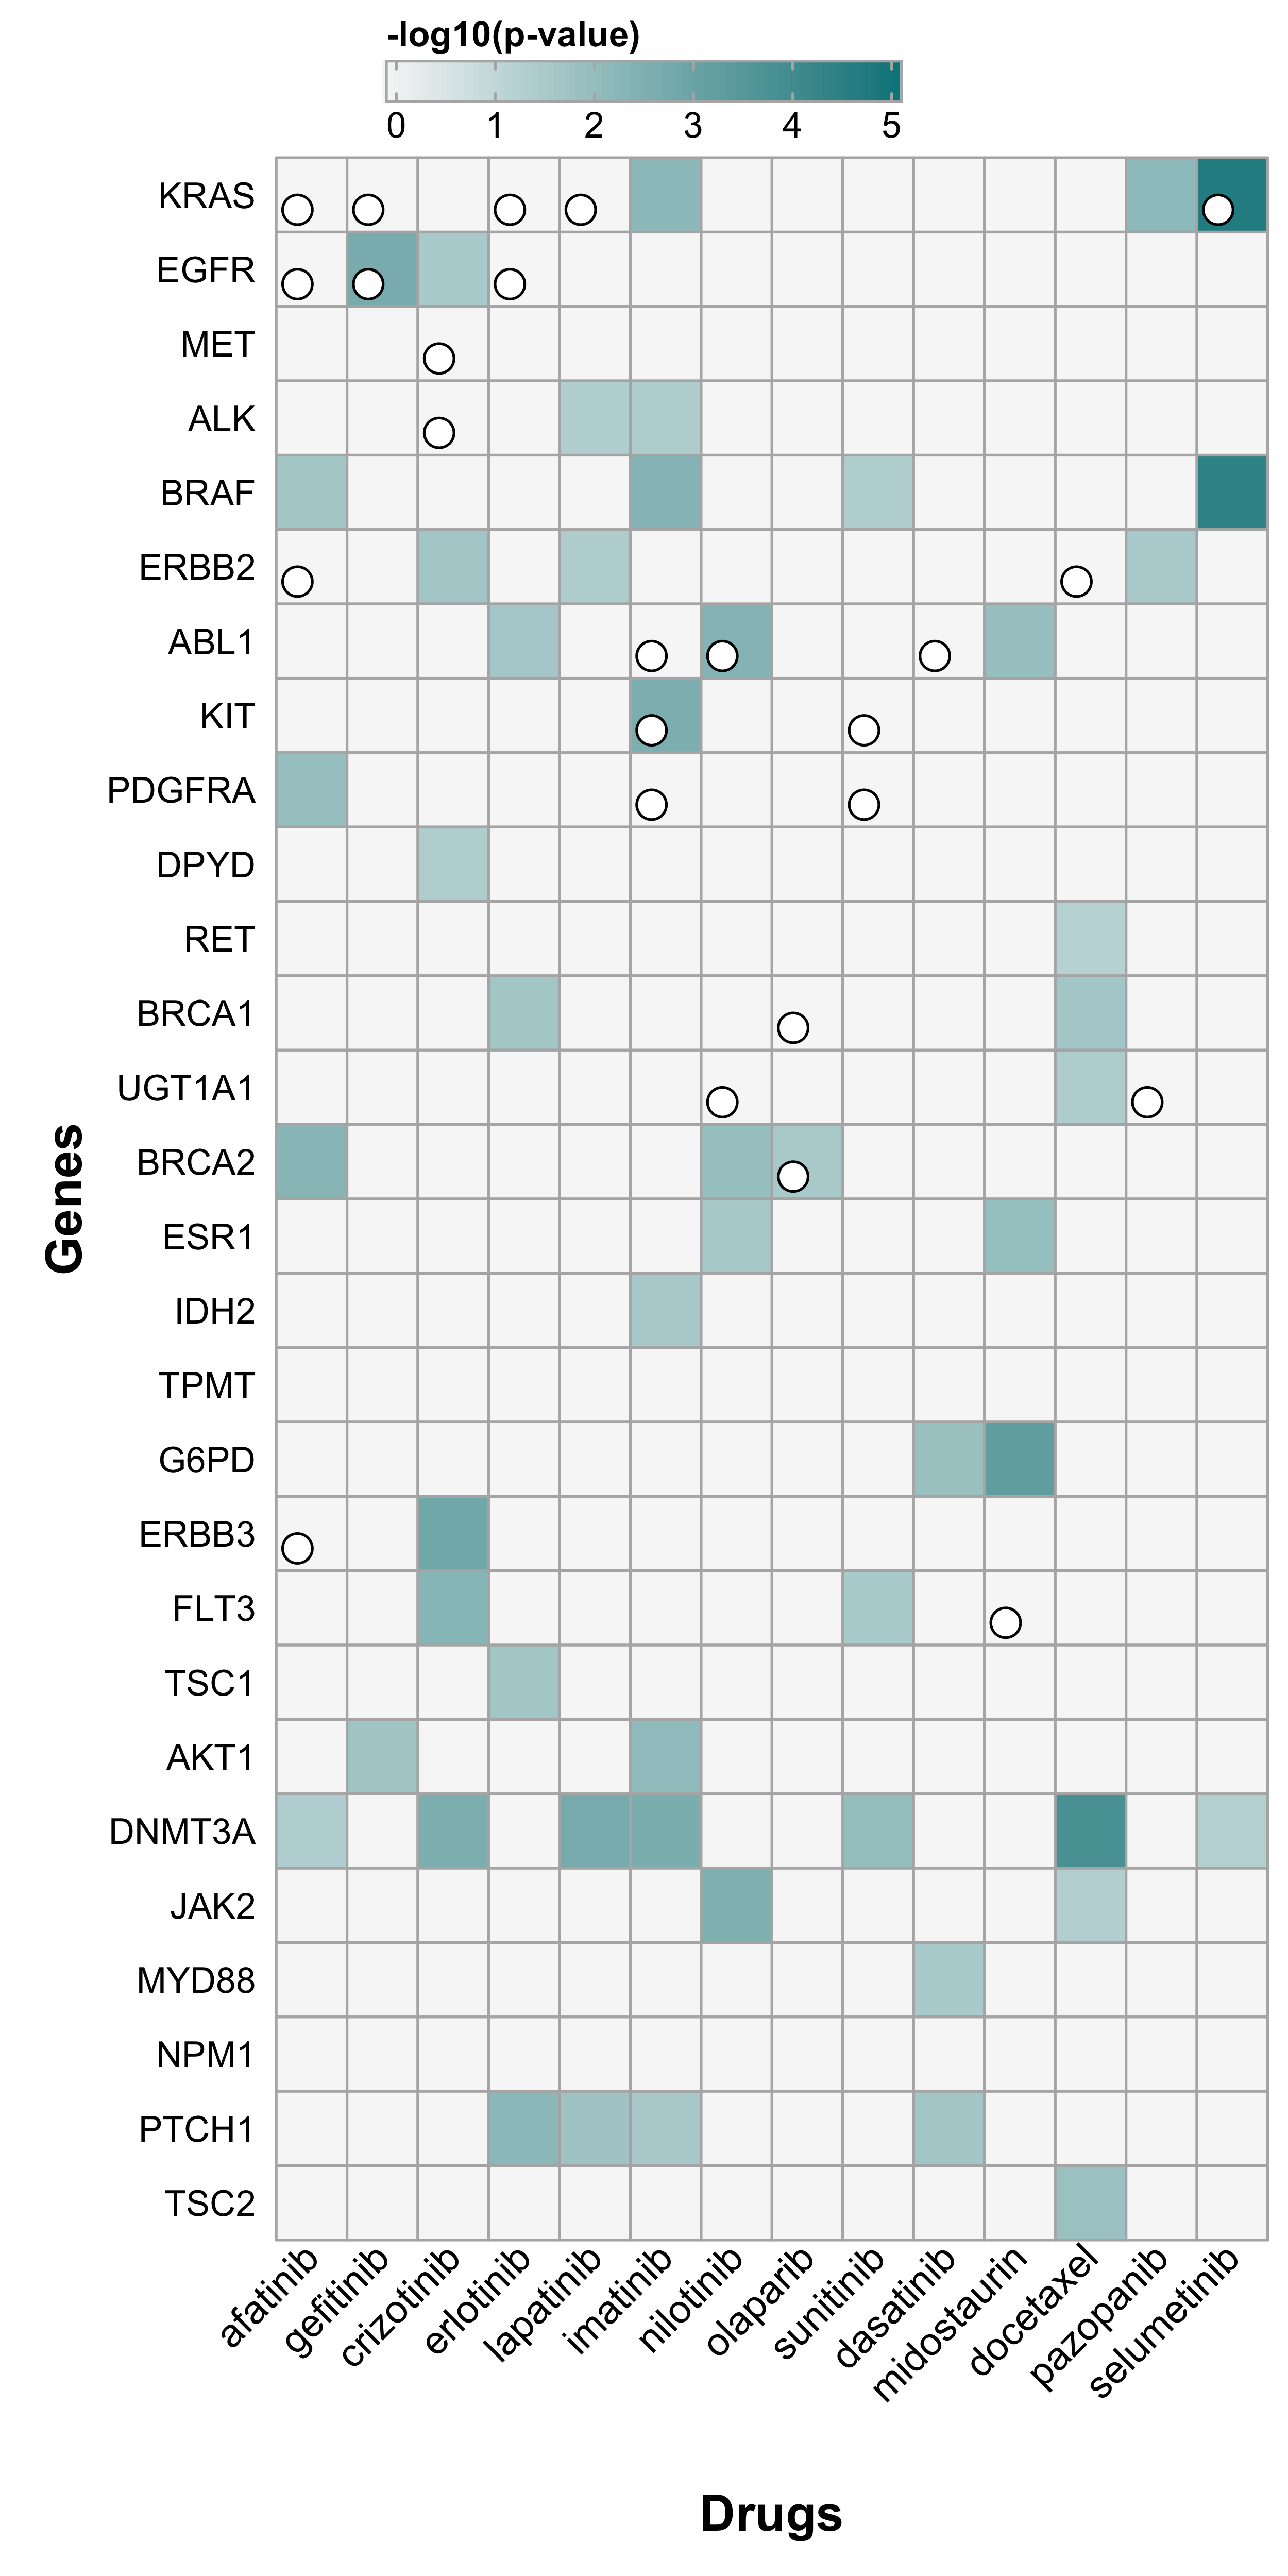 -log10(p-value)
0 1 2 3 4 5
KRAS
EGFR
MET
ALK
BRAF
ERBB2
ABL1
KIT
PDGFRA
DPYD
RET
BRCA1
UGT1A1
BRCA2
ESR1
IDH2
TPMT
G6PD
ERBB3
FLT3
TSC1
AKT1
DNMT3A
JAK2
MYD88
NPM1
PTCH1
TSC2
Genes
afatinib
gefitinib
crizotinib
erlotinib
lapatinib
imatinib
nilotinib
olaparib
sunitinib
dasatinib
midostaurin
docetaxel
pazopanib
selumetinib
Drugs